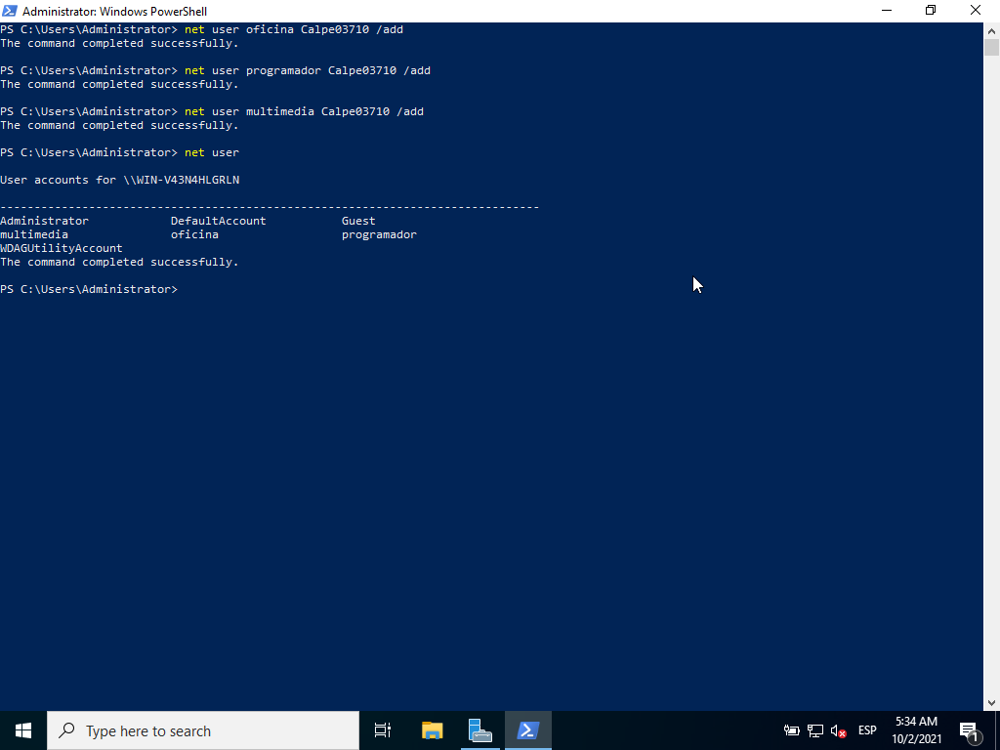 Administrator: Windows PowerShell
PS C:\Users\Administrator> net user oficina Calpe03710 /add
The command completed successfully.
PS C:\Users\Administrator> net user programador Calpe03710 /add
The command completed successfully.
PS C:\Users\Administrator> net user multimedia Calpe03710 /add
The command completed successfully.
PS C:\Users\Administrator> net user
User accounts for \\WIN-V43N4HLGRLN
-------------------------------------------------------------------------------
Administrator            DefaultAccount           Guest
multimedia               oficina                  programador
WDAGUtilityAccount
The command completed successfully.
PS C:\Users\Administrator>
Type here to search
ESP
5:34 AM
10/2/2021
1